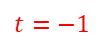 t = −1